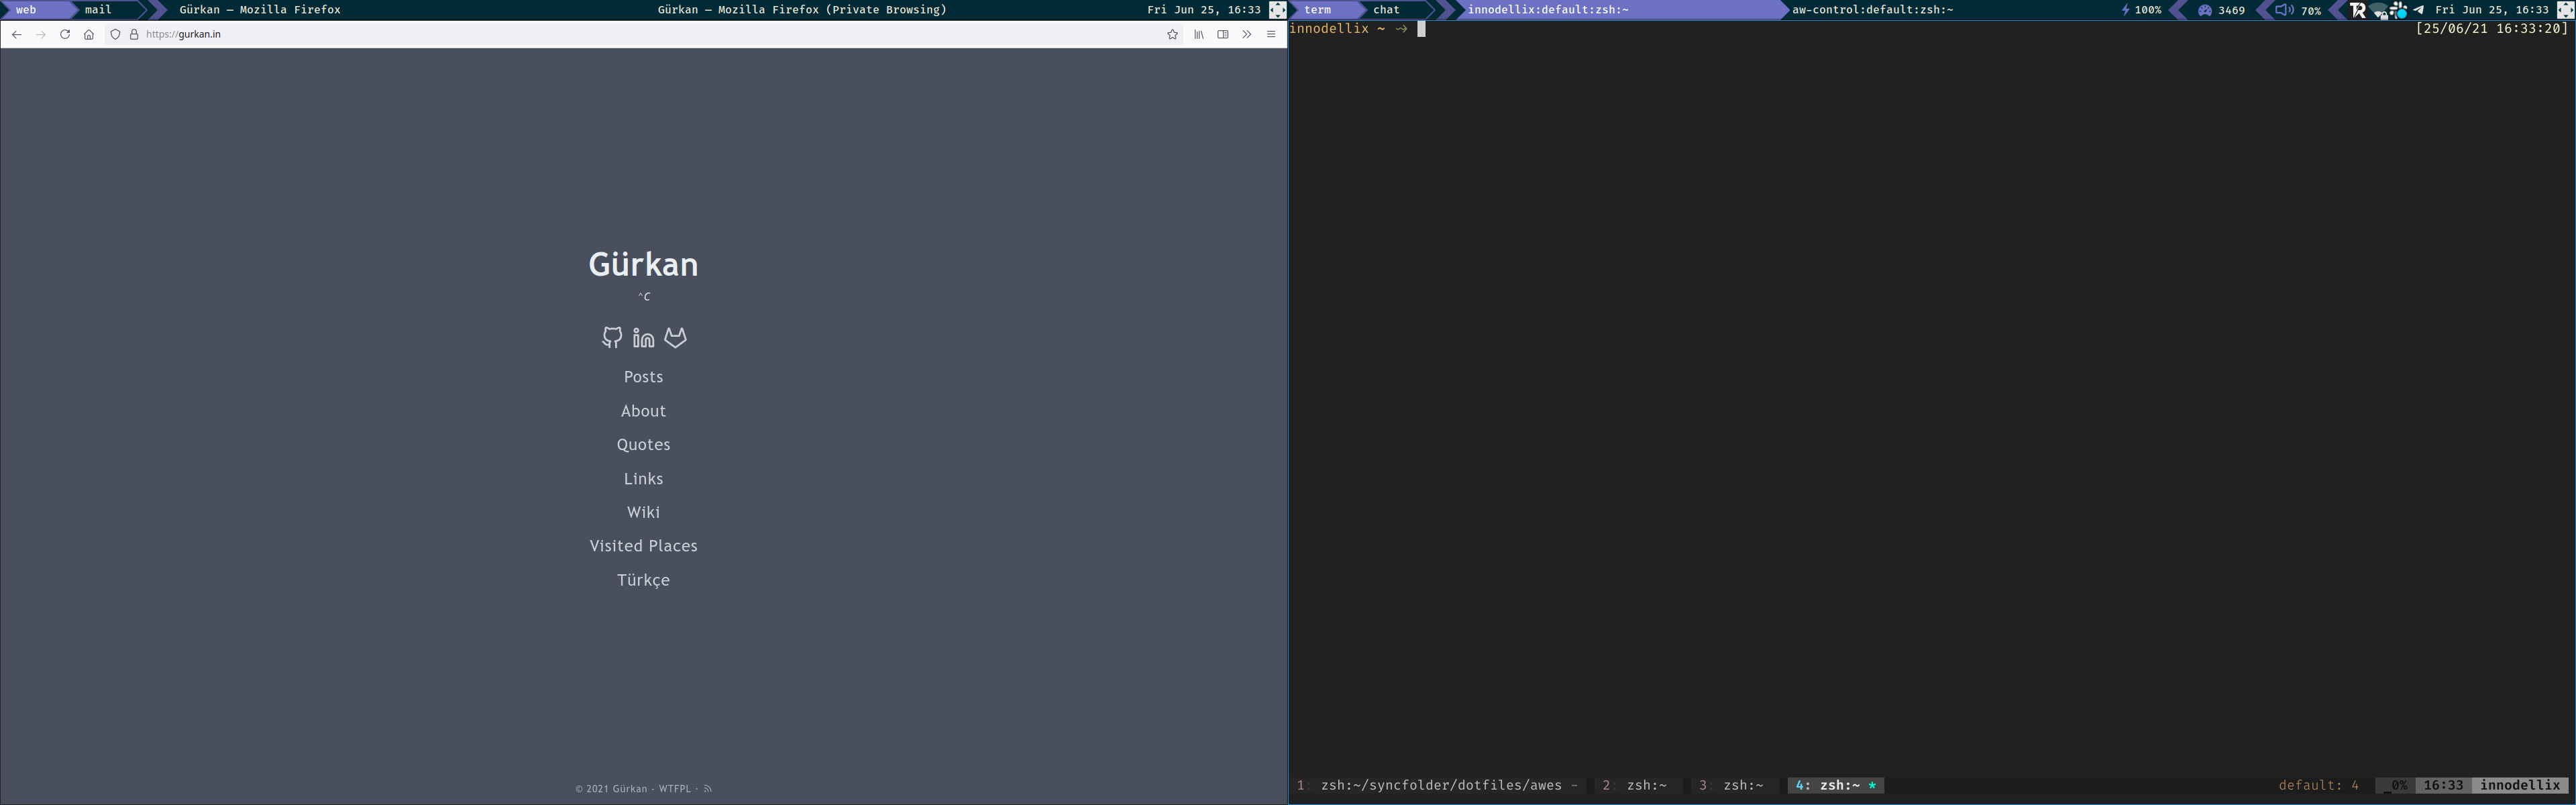 web mail Gürkan — Mozilla Firefox Gürkan — Mozilla Firefox (Private Browsing) Fri Jun 25, 16:33
https://gurkan.in
Gürkan
^C
Posts
About
Quotes
Links
Wiki
Visited Places
Türkçe
© 2021 Gürkan · WTFPL ·
term chat innodellix:default:zsh:~ aw-control:default:zsh:~ 100% 3469 70% Fri Jun 25, 16:33
innodellix ~ → [25/06/21 16:33:20]
1: zsh:~/syncfolder/dotfiles/awes - 2: zsh:~ 3: zsh:~ 4: zsh:~ * default: 4 _0% 16:33 innodellix